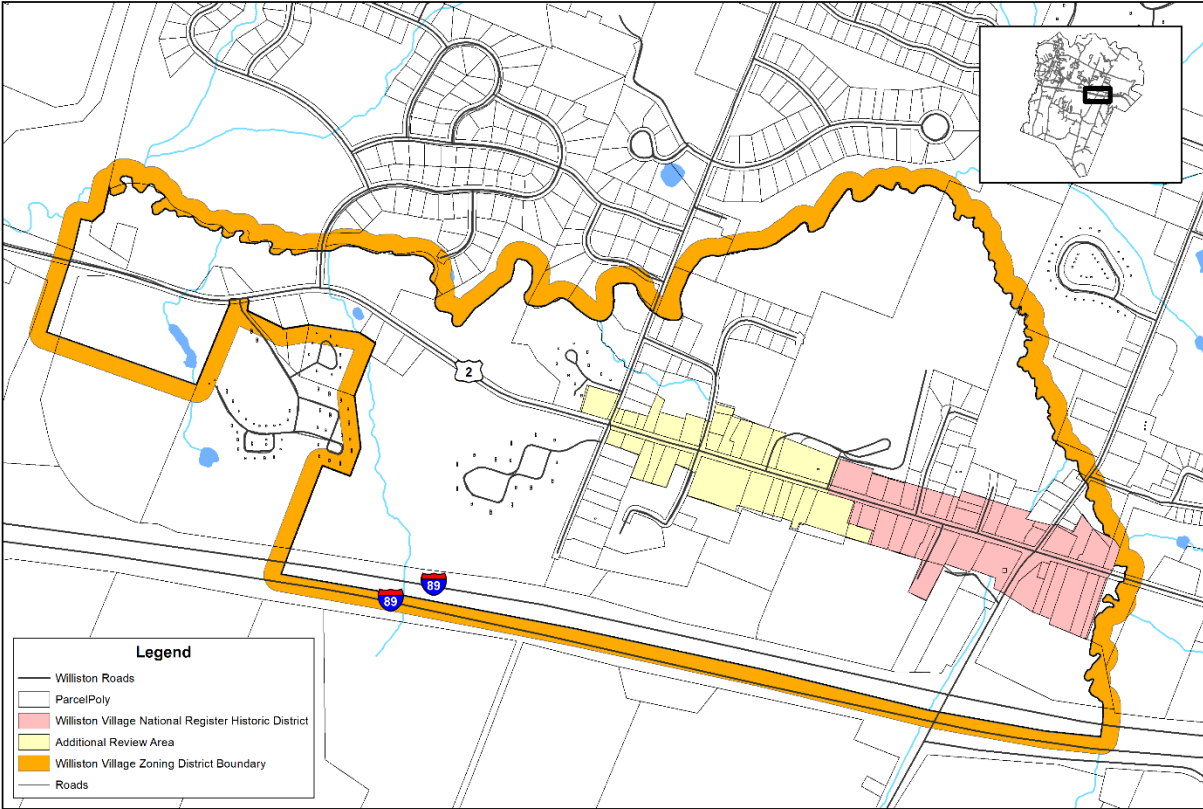 2
89
89
Legend
Williston Roads
ParcelPoly
Williston Village National Register Historic District
Additional Review Area
Williston Village Zoning District Boundary
Roads